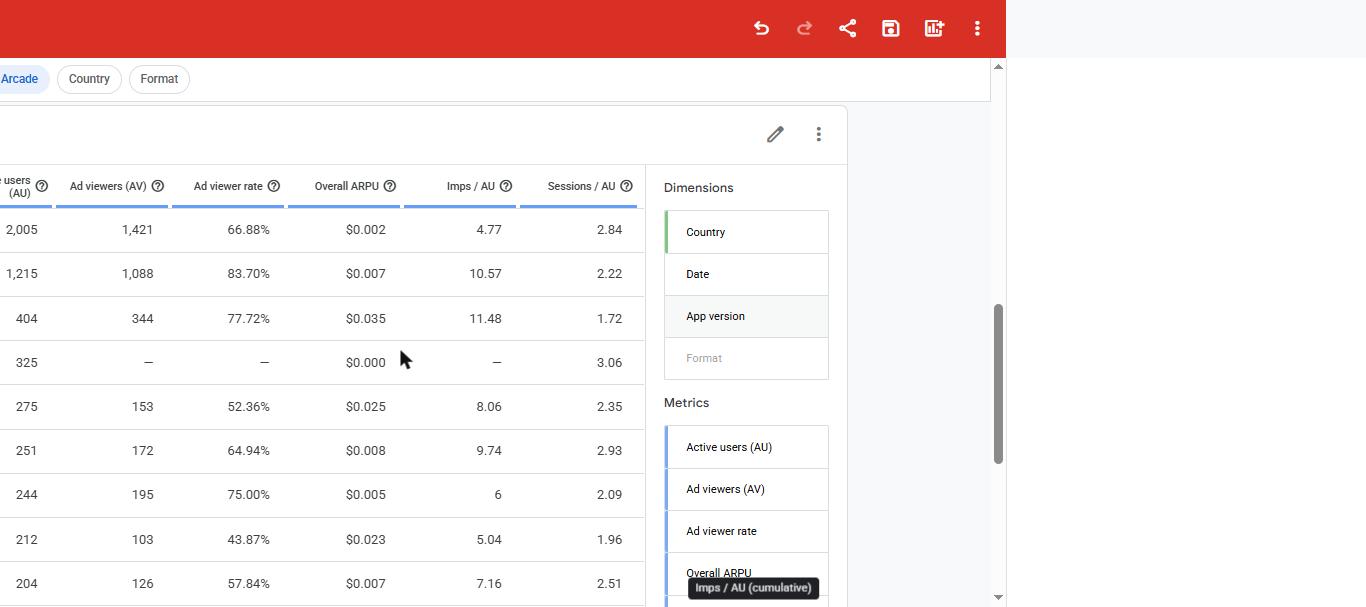 Arcade Country Format
e users (AU) Ad viewers (AV) Ad viewer rate Overall ARPU Imps / AU Sessions / AU
2,005 1,421 66.88% $0.002 4.77 2.84
1,215 1,088 83.70% $0.007 10.57 2.22
404 344 77.72% $0.035 11.48 1.72
325 — — $0.000 — 3.06
275 153 52.36% $0.025 8.06 2.35
251 172 64.94% $0.008 9.74 2.93
244 195 75.00% $0.005 6 2.09
212 103 43.87% $0.023 5.04 1.96
204 126 57.84% $0.007 7.16 2.51
Dimensions
Country
Date
App version
Format
Metrics
Active users (AU)
Ad viewers (AV)
Ad viewer rate
Overall ARPU
Imps / AU (cumulative)